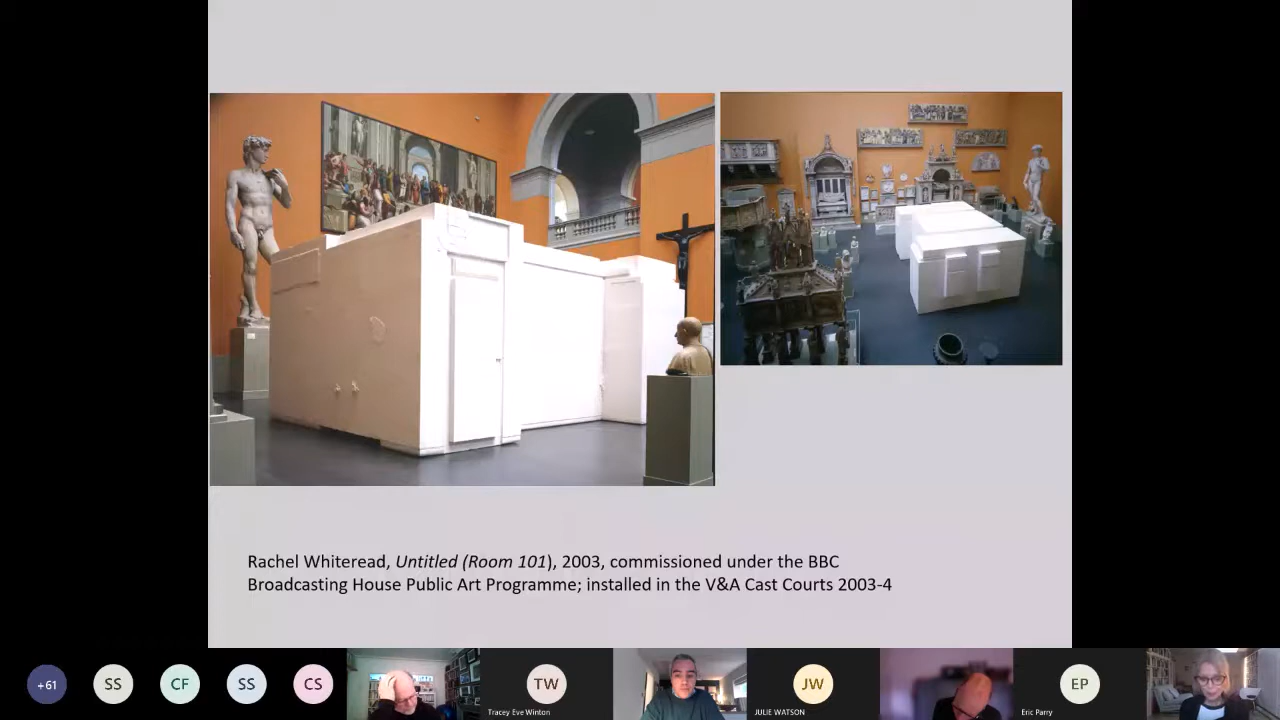 Rachel Whiteread, Untitled (Room 101), 2003, commissioned under the BBC
Broadcasting House Public Art Programme; installed in the V&A Cast Courts 2003-4
+61
SS
CF
SS
CS
TW
Tracey Eve Winton
JW
JULIE WATSON
EP
Eric Parry